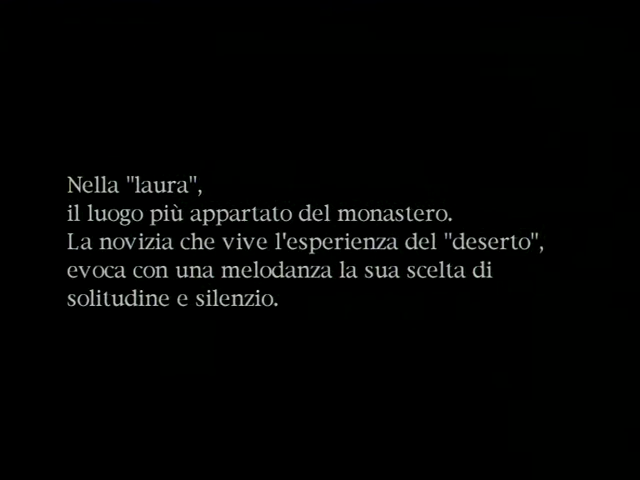 Nella "laura",
il luogo più appartato del monastero.
La novizia che vive l'esperienza del "deserto",
evoca con una melodanza la sua scelta di
solitudine e silenzio.